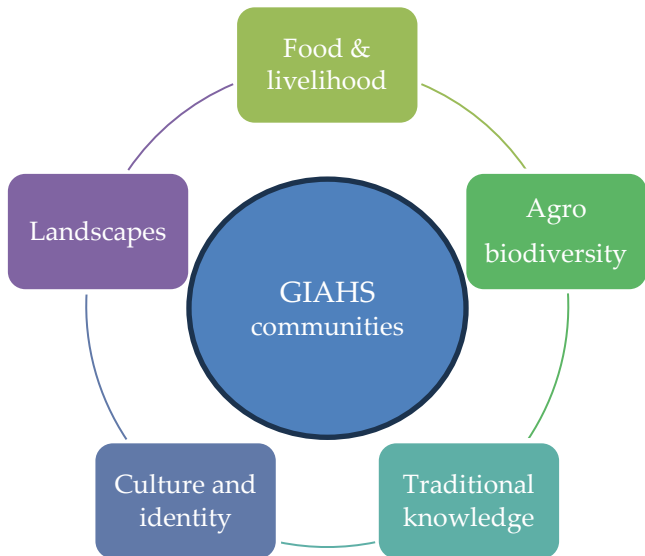 Food &
livelihood
Agro
biodiversity
Traditional
knowledge
Culture and
identity
Landscapes
GIAHS
communities